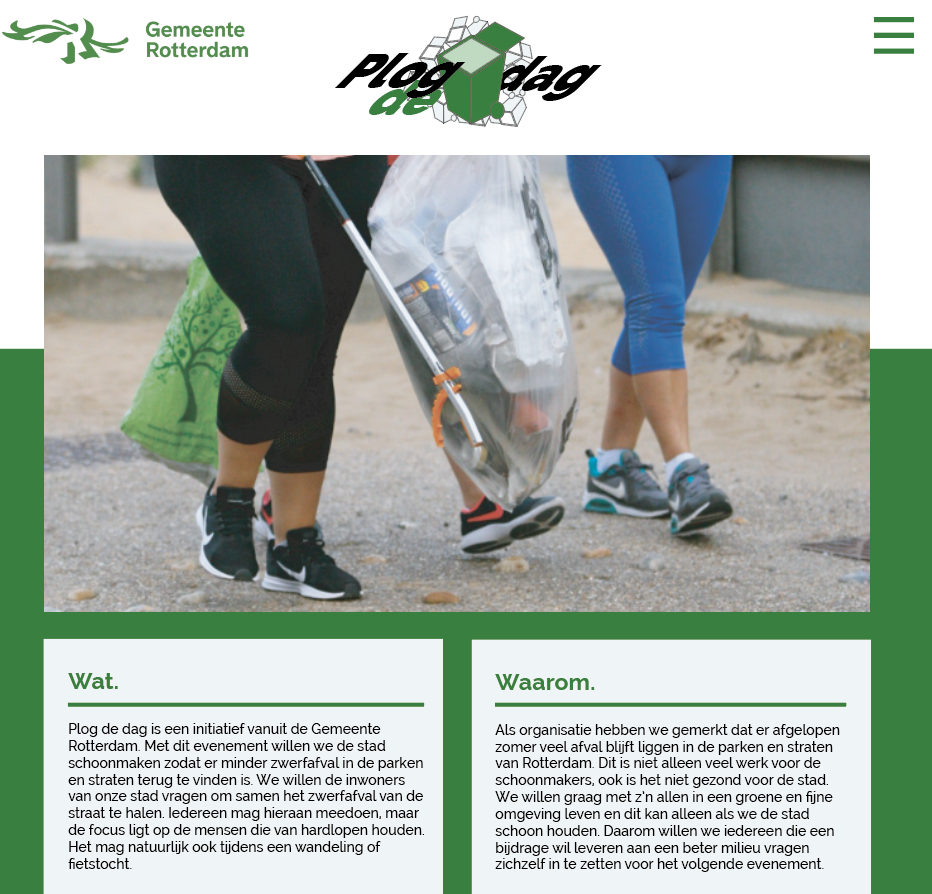 Gemeente
Rotterdam
Plog dag
de
Wat.
Plog de dag is een initiatief vanuit de Gemeente
Rotterdam. Met dit evenement willen we de stad
schoonmaken zodat er minder zwerfafval in de parken
en straten terug te vinden is. We willen de inwoners
van onze stad vragen om samen het zwerfafval van de
straat te halen. Iedereen mag hieraan meedoen, maar
de focus ligt op de mensen die van hardlopen houden.
Het mag natuurlijk ook tijdens een wandeling of
fietstocht.
Waarom.
Als organisatie hebben we gemerkt dat er afgelopen
zomer veel afval blijft liggen in de parken en straten
van Rotterdam. Dit is niet alleen veel werk voor de
schoonmakers, ook is het niet gezond voor de stad.
We willen graag met z'n allen in een groene en fijne
omgeving leven en dit kan alleen als we de stad
schoon houden. Daarom willen we iedereen die een
bijdrage wil leveren aan een beter milieu vragen
zichzelf in te zetten voor het volgende evenement.